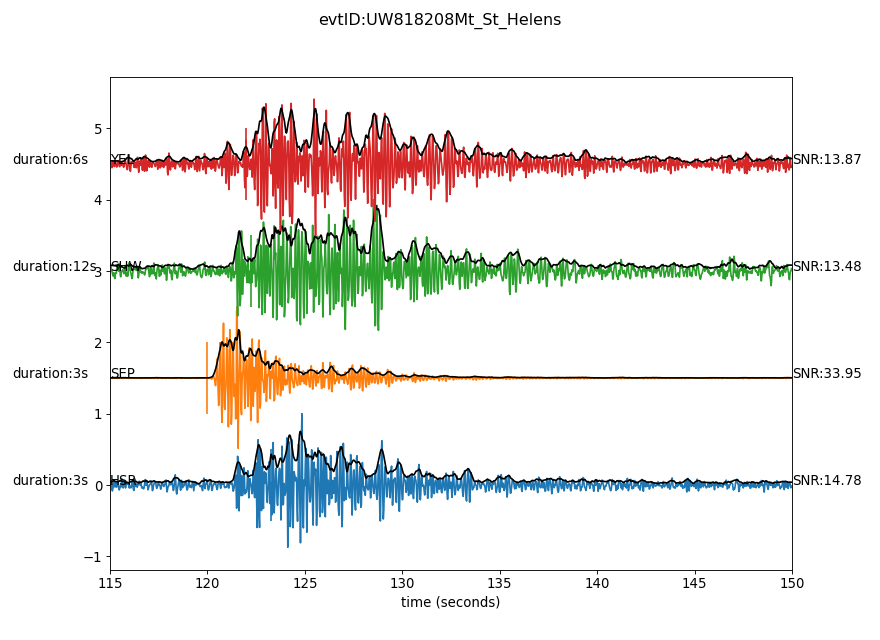 evtID:UW818208Mt_St_Helens
5
duration:6s YEL SNR:13.87
4
duration:12s SHW SNR:13.48
3
2
duration:3s SEP SNR:33.95
1
duration:3s HSR SNR:14.78
0
−1
115 120 125 130 135 140 145 150
time (seconds)